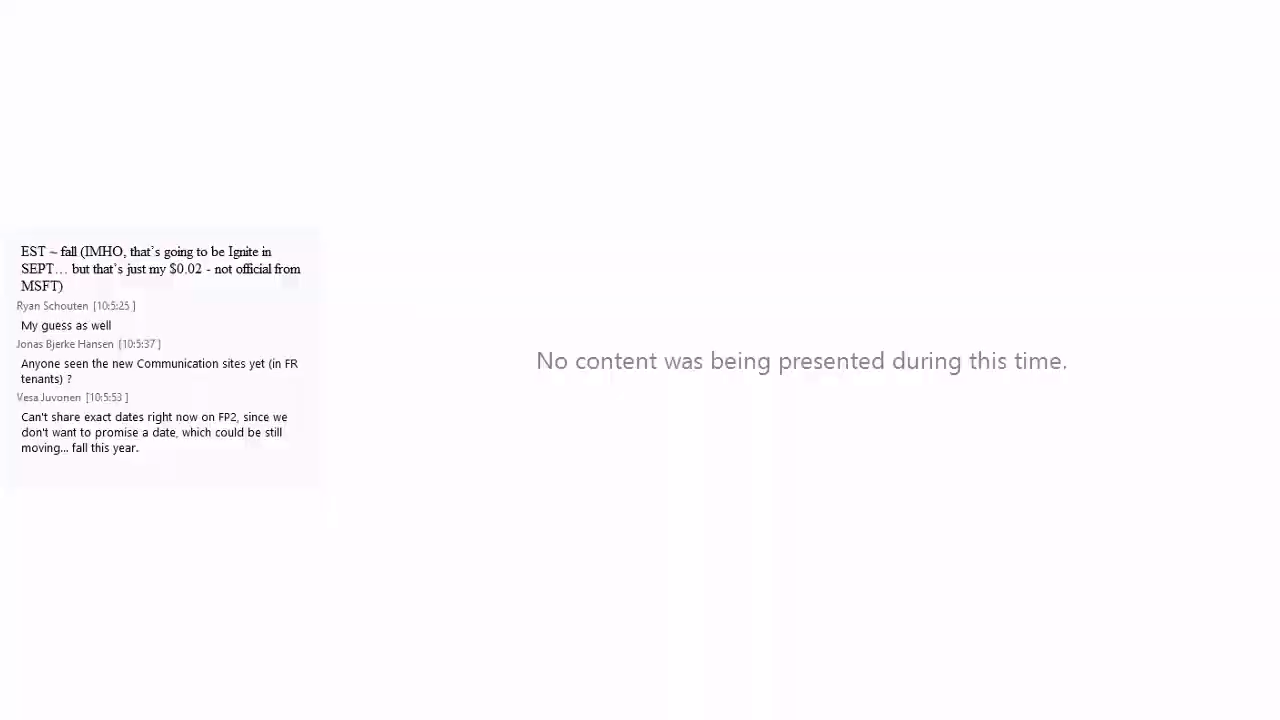 EST ~ fall (IMHO, that's going to be Ignite in
SEPT... but that's just my $0.02 - not official from
MSFT)
Ryan Schouten [10:5:25 ]
My guess as well
Jonas Bjerke Hansen [10:5:37 ]
Anyone seen the new Communication sites yet (in FR
tenants) ?
Vesa Juvonen [10:5:53 ]
Can't share exact dates right now on FP2, since we
don't want to promise a date, which could be still
moving... fall this year.
No content was being presented during this time.